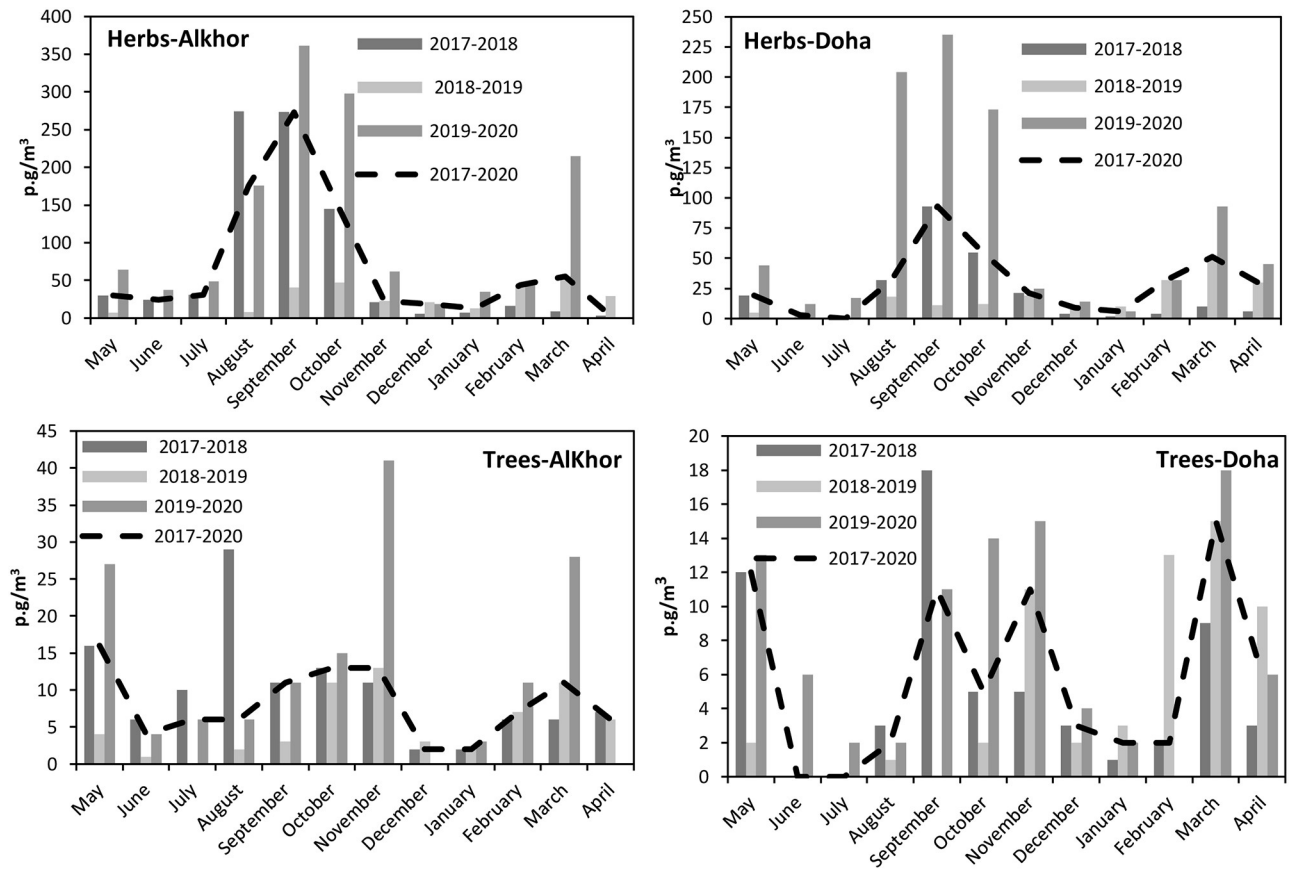 Herbs-Alkhor
2017-2018
2018-2019
2019-2020
2017-2020
p.g/m³
400
350
300
250
200
150
100
50
0
May
June
July
August
September
October
November
December
January
February
March
April
Herbs-Doha
2017-2018
2018-2019
2019-2020
2017-2020
p.g/m³
250
225
200
175
150
125
100
75
50
25
0
May
June
July
August
September
October
November
December
January
February
March
April
Trees-AlKhor
2017-2018
2018-2019
2019-2020
2017-2020
p.g/m³
45
40
35
30
25
20
15
10
5
0
May
June
July
August
September
October
November
December
January
February
March
April
Trees-Doha
2017-2018
2018-2019
2019-2020
2017-2020
p.g/m³
20
18
16
14
12
10
8
6
4
2
0
May
June
July
August
September
October
November
December
January
February
March
April